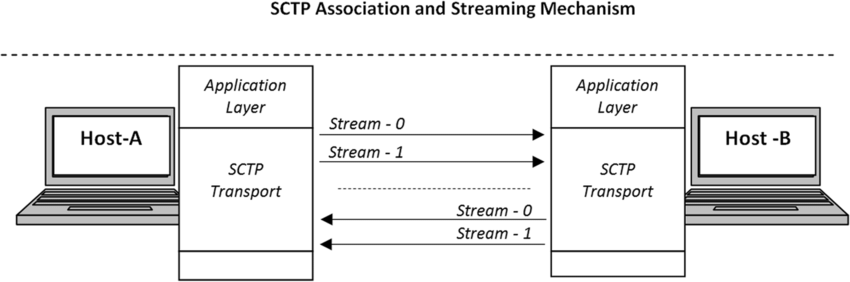 SCTP Association and Streaming Mechanism
Application
Layer
Application
Layer
Stream - 0
Host-A
Host -B
Stream - 1
SCTP
Transport
SCTP
Transport
Stream - 0
Stream - 1